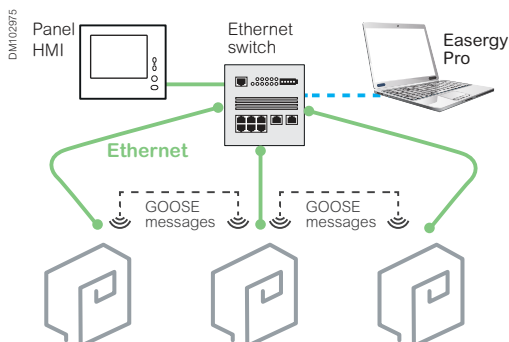 DM102975
Panel
HMI
Ethernet
switch
Easergy
Pro
Ethernet
GOOSE
messages
GOOSE
messages